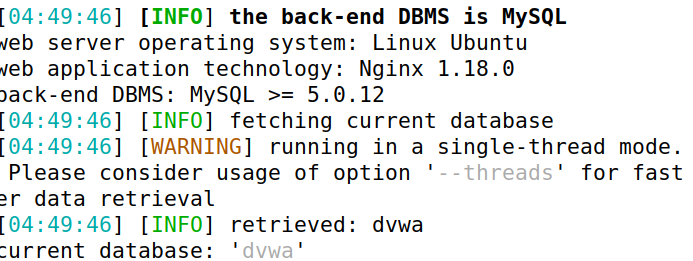 [04:49:46] [INFO] the back-end DBMS is MySQL
web server operating system: Linux Ubuntu
web application technology: Nginx 1.18.0
back-end DBMS: MySQL >= 5.0.12
[04:49:46] [INFO] fetching current database
[04:49:46] [WARNING] running in a single-thread mode.
Please consider usage of option '--threads' for fast
er data retrieval
[04:49:46] [INFO] retrieved: dvwa
current database: 'dvwa'